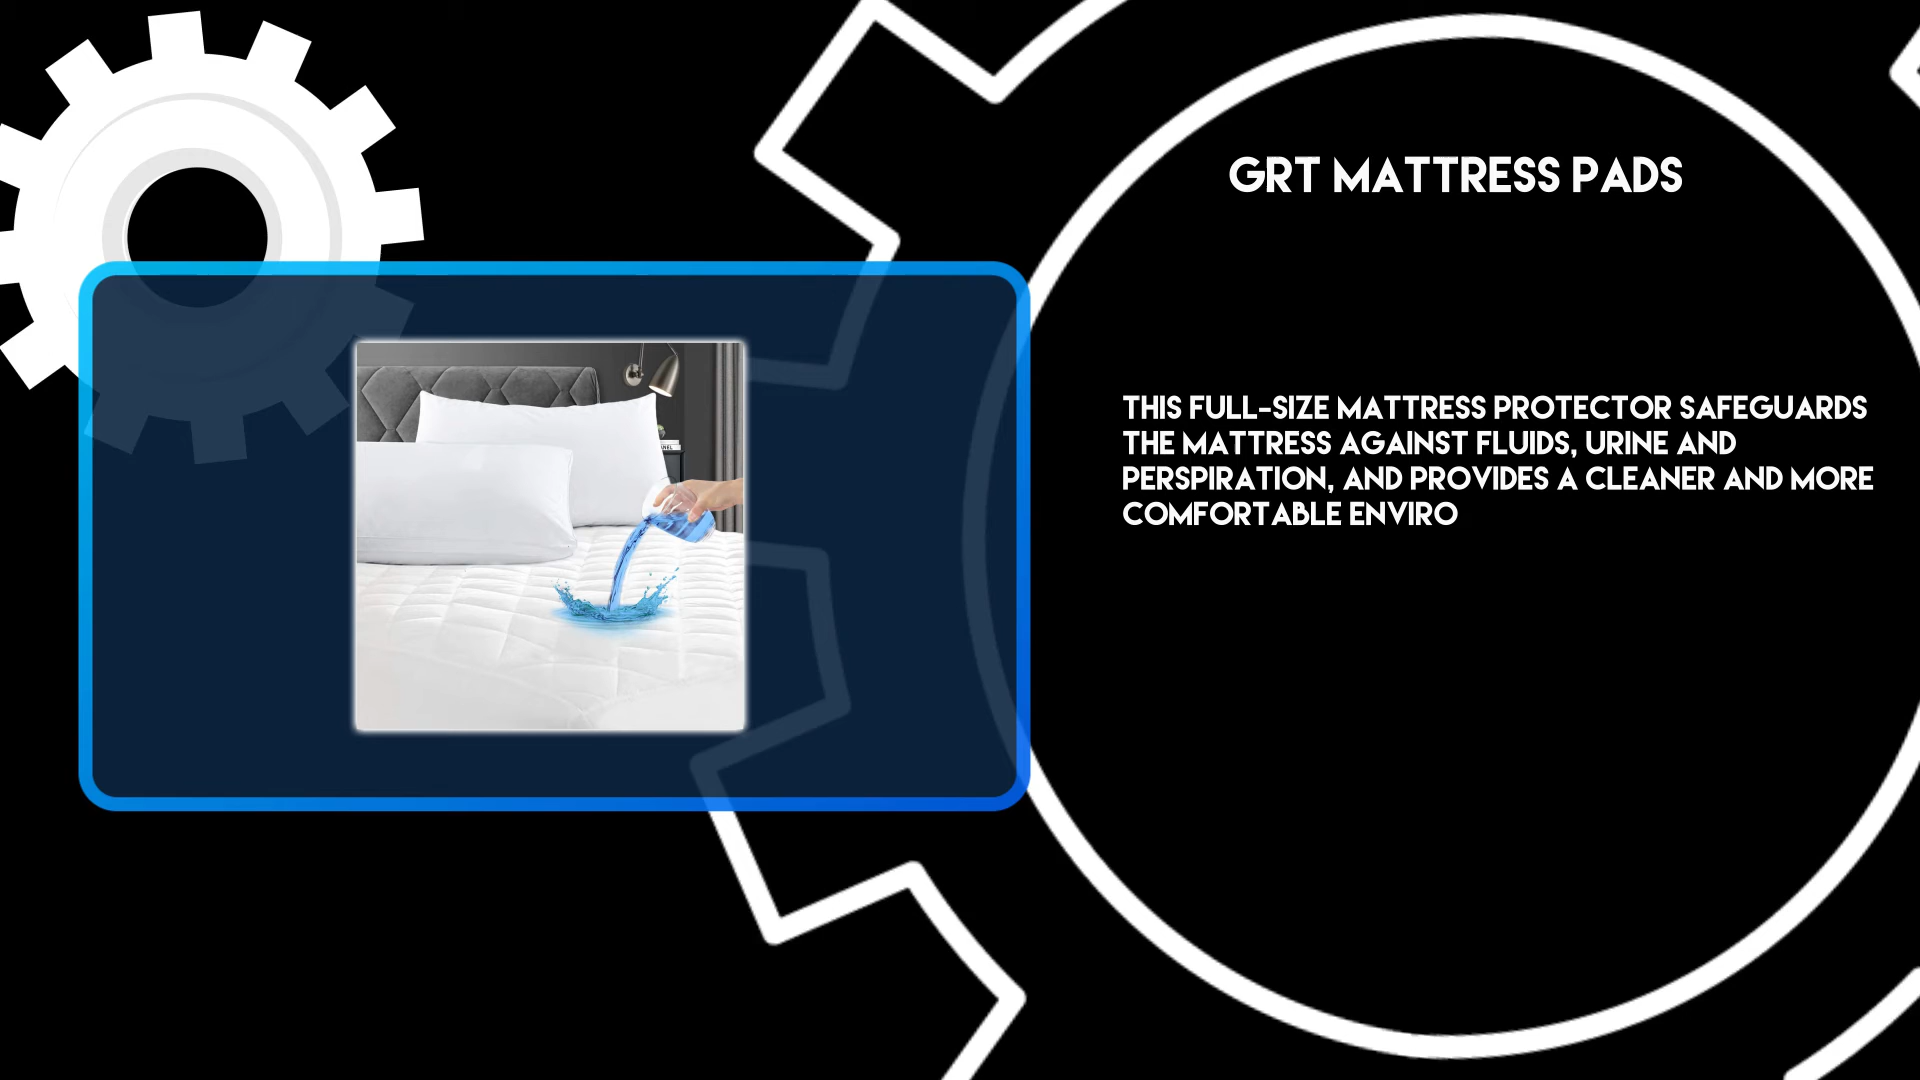 GRT MATTRESS PADS
THIS FULL-SIZE MATTRESS PROTECTOR SAFEGUARDS
THE MATTRESS AGAINST FLUIDS, URINE AND
PERSPIRATION, AND PROVIDES A CLEANER AND MORE
COMFORTABLE ENVIRO